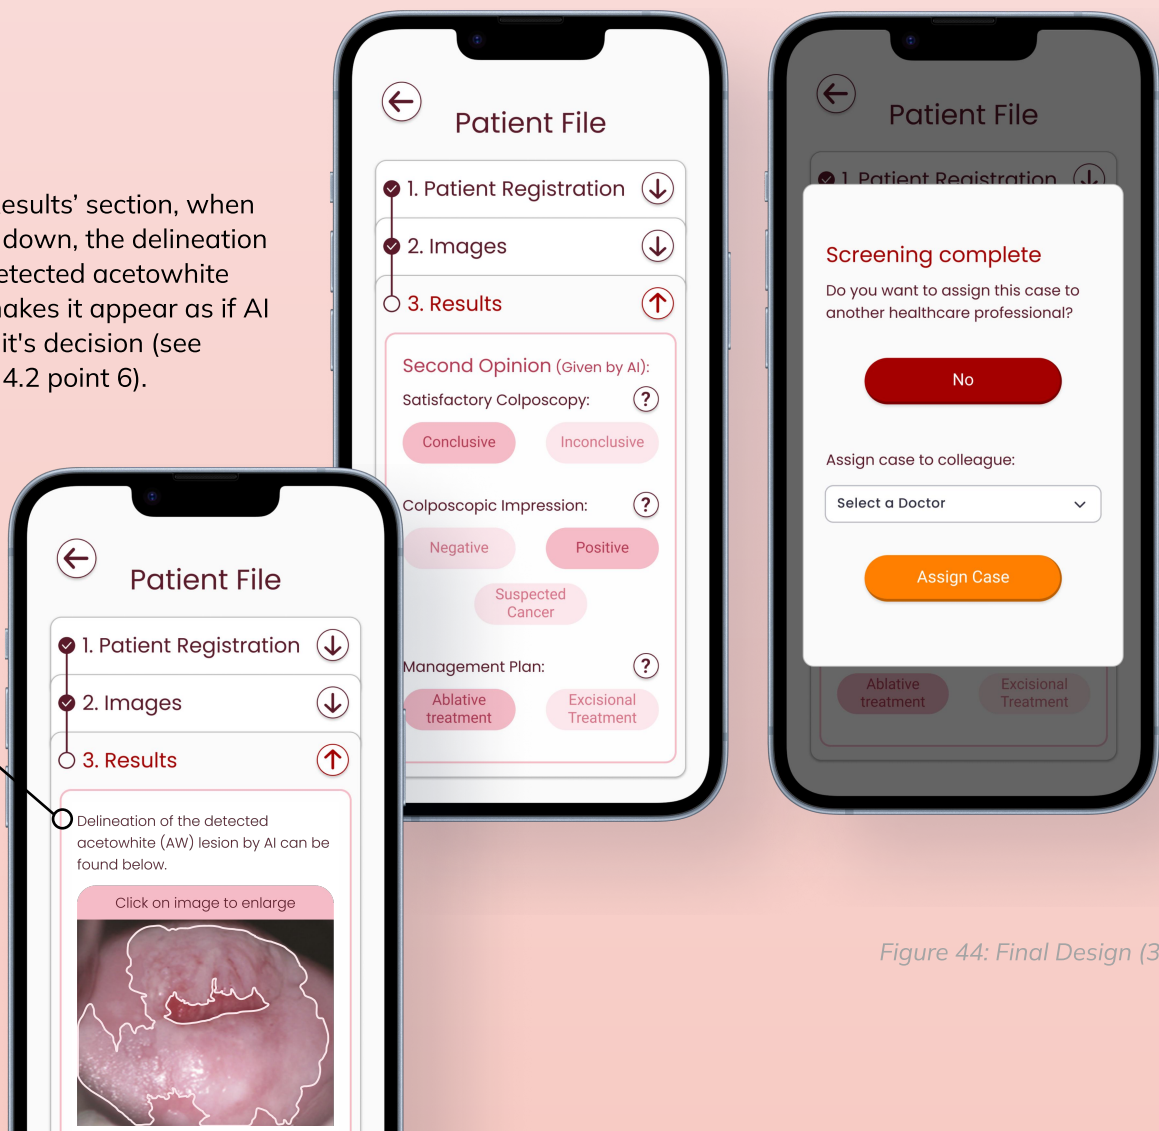 esults’ section, when
down, the delineation
etected acetowhite
akes it appear as if AI
it's decision (see
4.2 point 6).
Patient File
1. Patient Registration
2. Images
3. Results
Second Opinion (Given by AI):
Satisfactory Colposcopy: ?
Conclusive Inconclusive
Colposcopic Impression: ?
Negative Positive
Suspected
Cancer
Management Plan: ?
Ablative Excisional
treatment Treatment
Patient File
1. Patient Registration
Screening complete
Do you want to assign this case to
another healthcare professional?
No
Assign case to colleague:
Select a Doctor
Assign Case
Ablative Excisional
treatment Treatment
Patient File
1. Patient Registration
2. Images
3. Results
Delineation of the detected
acetowhite (AW) lesion by AI can be
found below.
Click on image to enlarge
Figure 44: Final Design (3